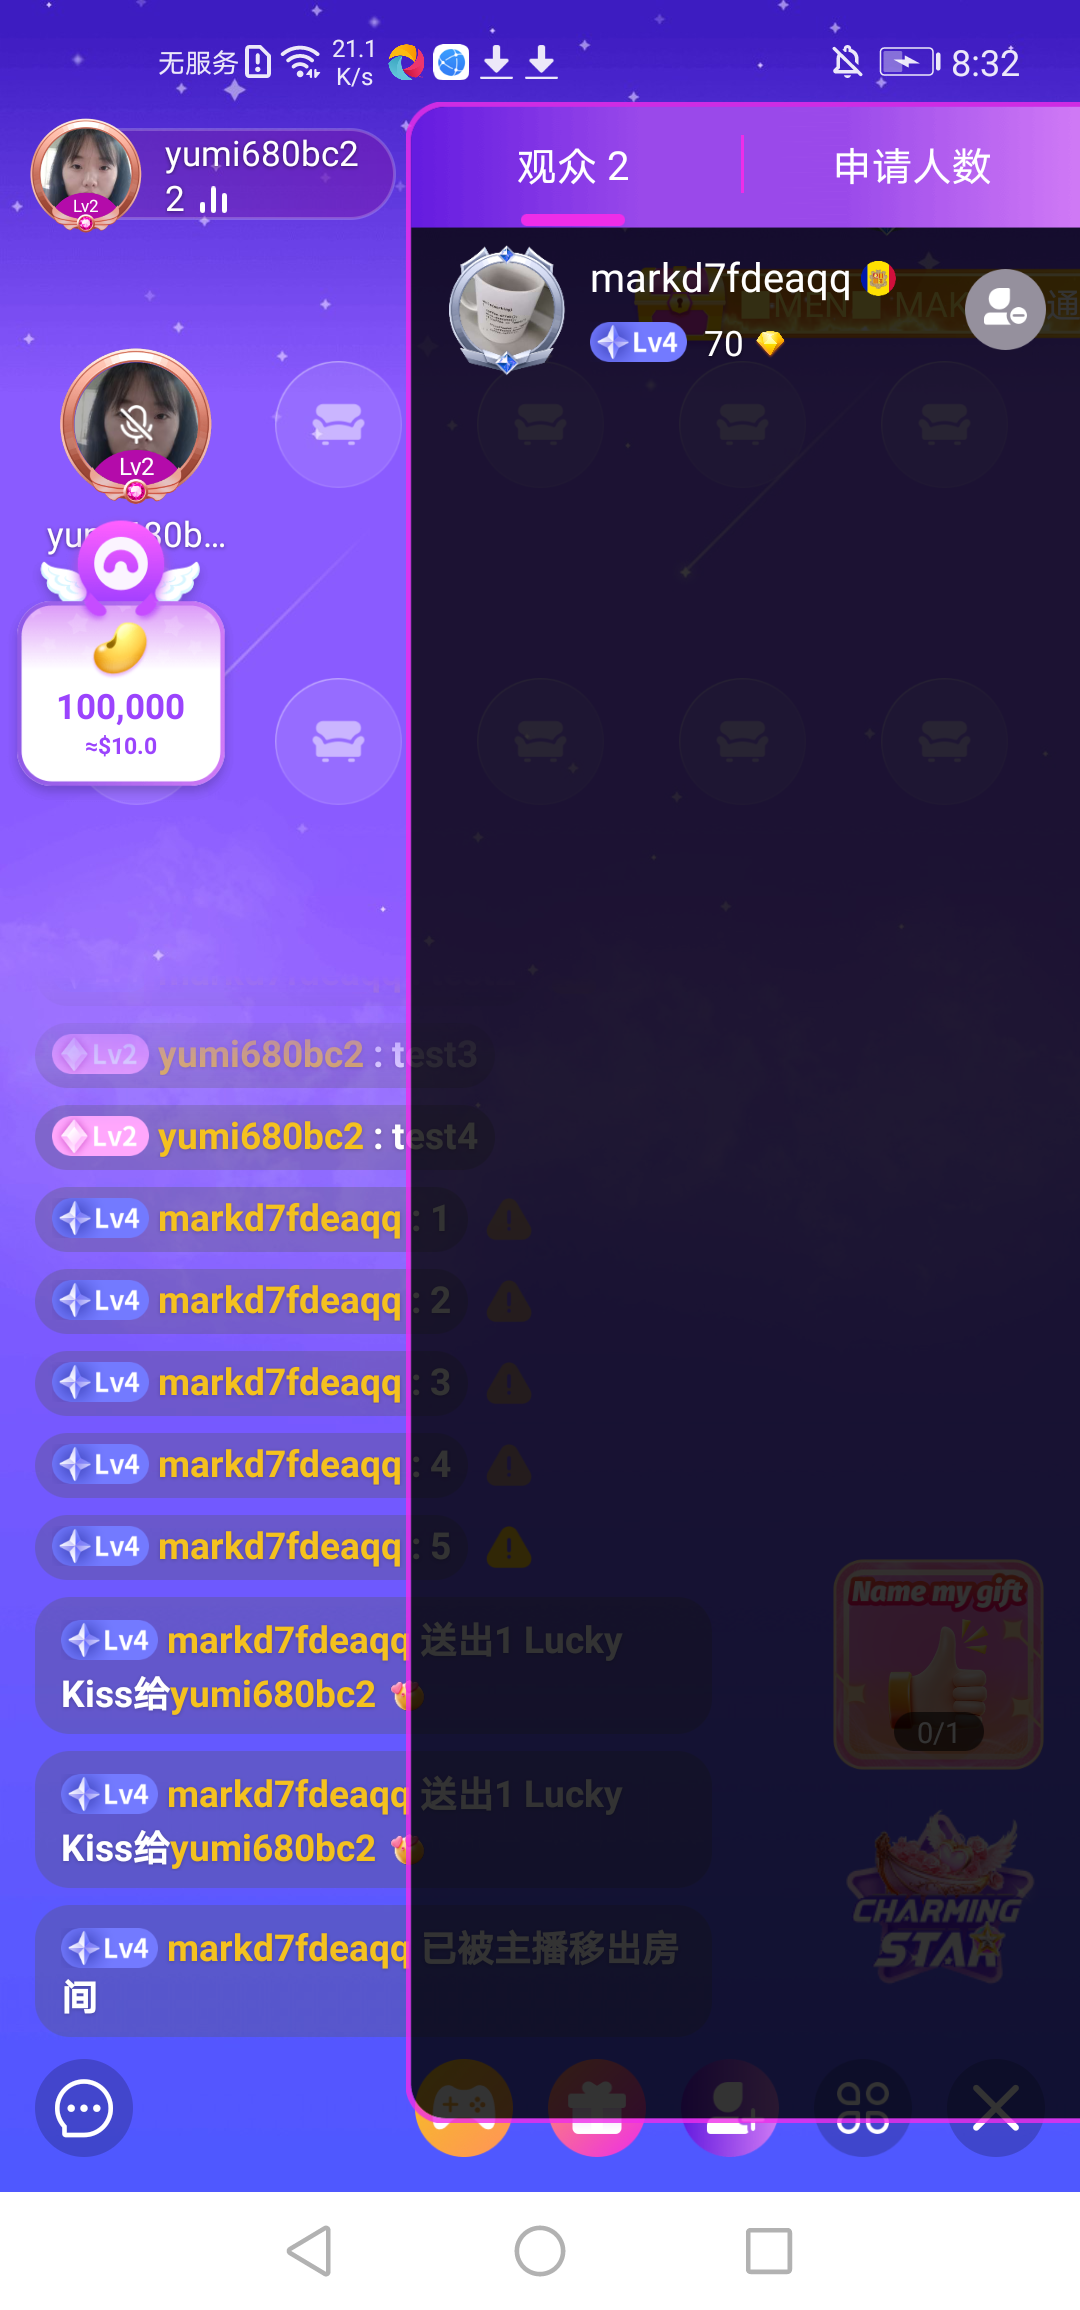 无服务
21.1
K/s
8:32
yumi680bc2
2
Lv2
观众 2
申请人数
markd7fdeaqq
Lv4 70
MEN
MAK
通
Lv2
100,000
≈$10.0
Lv2 yumi680bc2 : test3
Lv2 yumi680bc2 : test4
Lv4 markd7fdeaqq : 1
Lv4 markd7fdeaqq : 2
Lv4 markd7fdeaqq : 3
Lv4 markd7fdeaqq : 4
Lv4 markd7fdeaqq : 5
Lv4 markd7fdeaqq 送出1 Lucky
Kiss给yumi680bc2
Lv4 markd7fdeaqq 送出1 Lucky
Kiss给yumi680bc2
Lv4 markd7fdeaqq 已被主播移出房
间
Name my gift
0/1
CHARMING
STAR